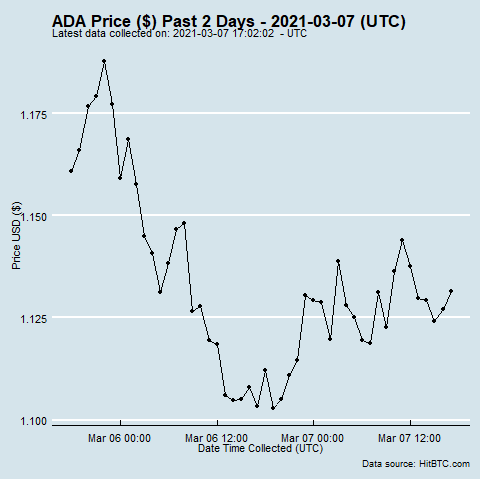 ADA Price ($) Past 2 Days - 2021-03-07 (UTC)
Latest data collected on: 2021-03-07 17:02:02  - UTC
1.175
1.150
1.125
1.100
Price USD ($)
Mar 06 00:00
Mar 06 12:00
Mar 07 00:00
Mar 07 12:00
Date Time Collected (UTC)
Data source: HitBTC.com